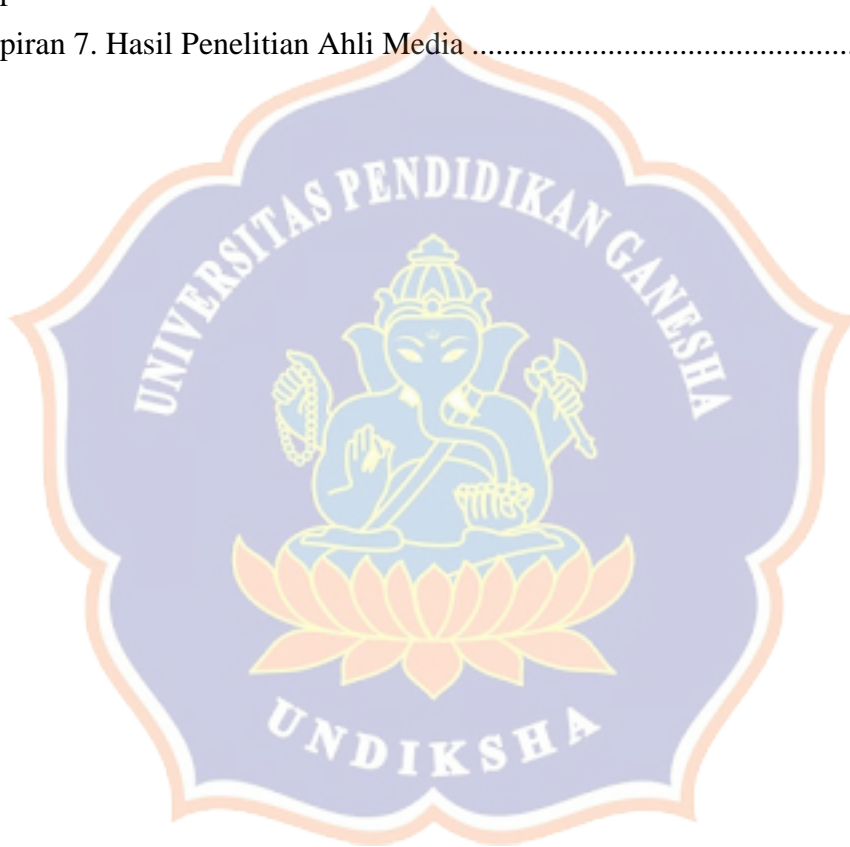 piran 7. Hasil Penelitian Ahli Media ............................................
UNIVERSITAS PENDIDIKAN GANESHA
UNDIKSHA